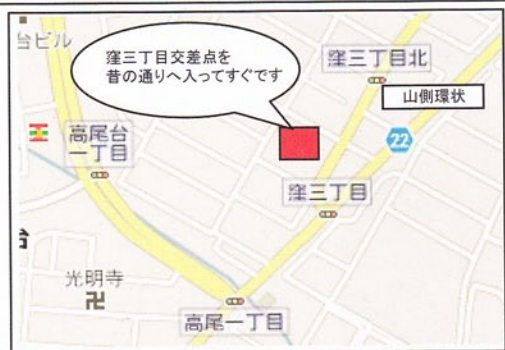 台ビル
窪三丁目交差点を
昔の通りへ入ってすぐです
窪三丁目北
山側環状
22
高尾台
一丁目
窪三丁目
台
光明寺
高尾一丁目